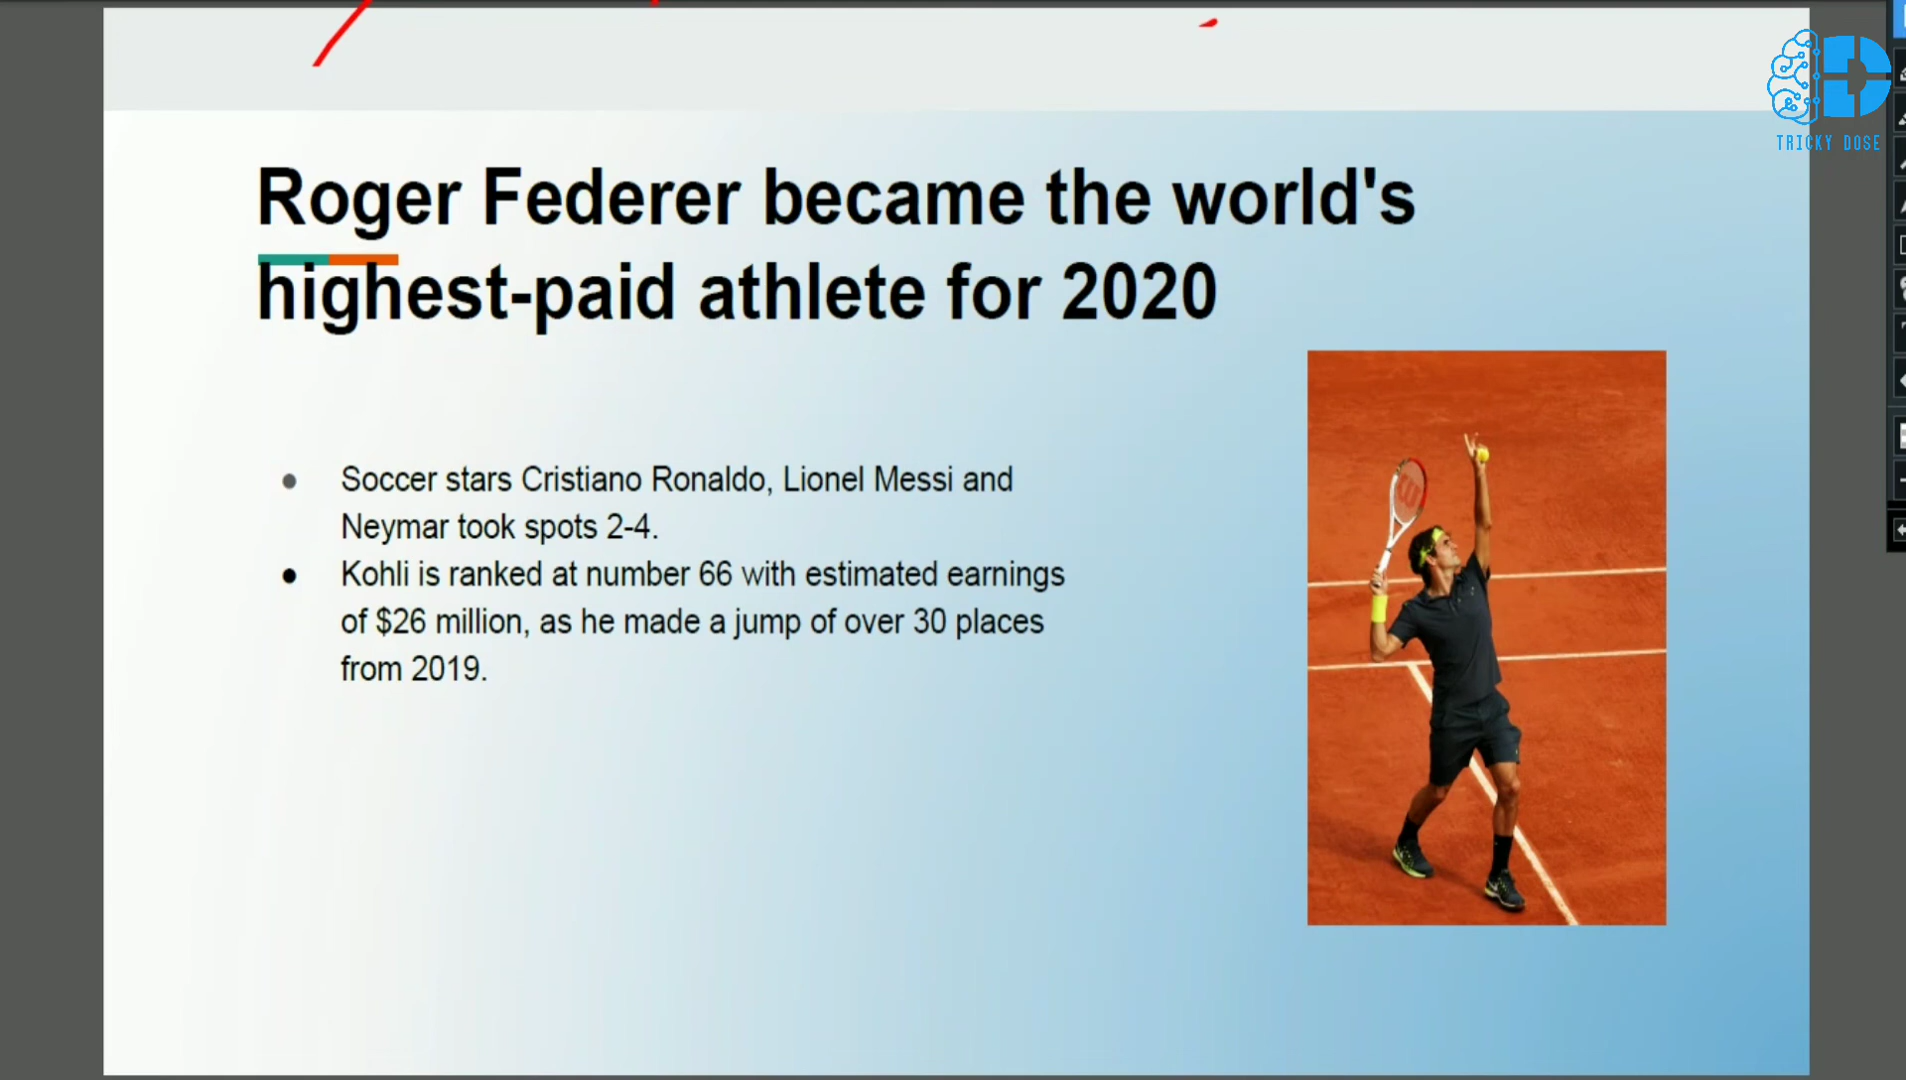 TRICKY DOSE
Roger Federer became the world's
highest-paid athlete for 2020
Soccer stars Cristiano Ronaldo, Lionel Messi and
Neymar took spots 2-4.
Kohli is ranked at number 66 with estimated earnings
of $26 million, as he made a jump of over 30 places
from 2019.